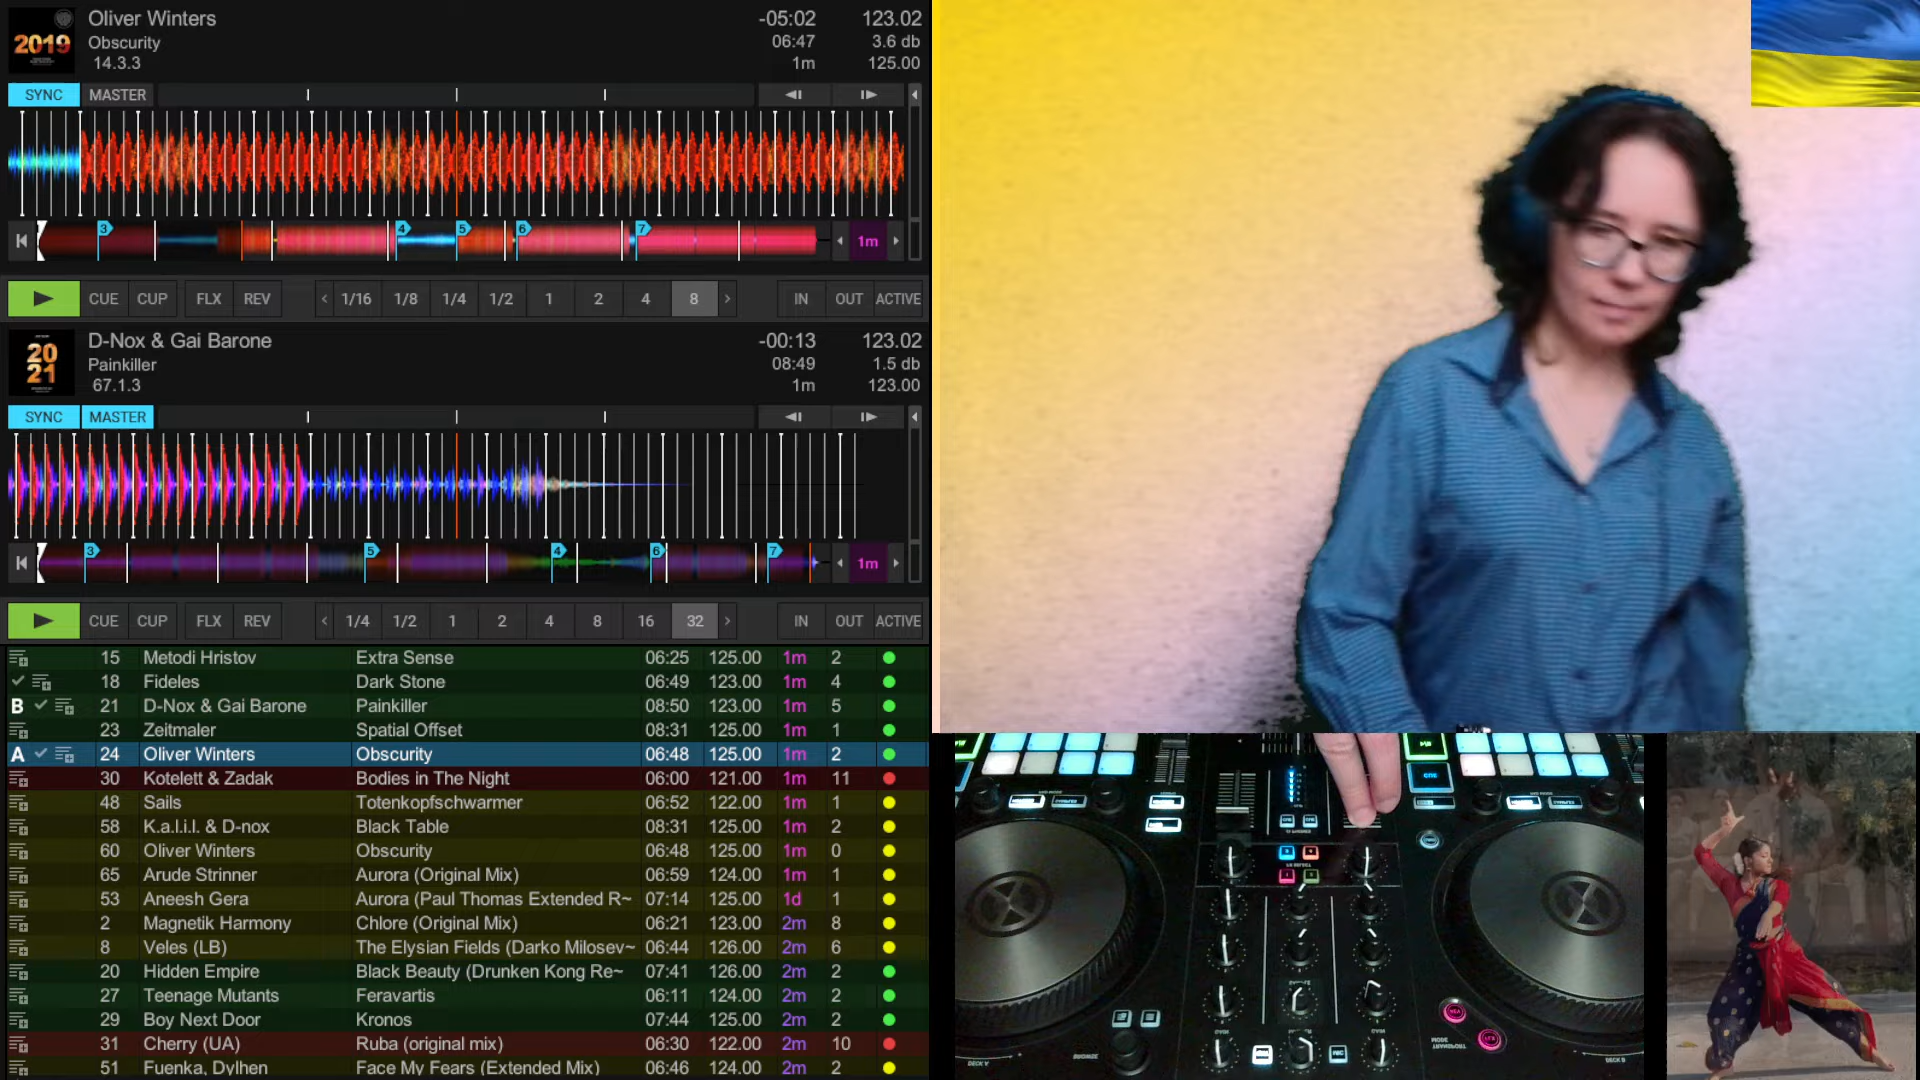 2019
Oliver Winters
Obscurity
14.3.3
-05:02 123.02
06:47 3.6 db
1m 125.00
SYNC MASTER
3 4 5 6 7
1m
CUE CUP FLX REV 1/16 1/8 1/4 1/2 1 2 4 8 IN OUT ACTIVE
20
21
D-Nox & Gai Barone
Painkiller
67.1.3
-00:13 123.02
08:49 1.5 db
1m 123.00
SYNC MASTER
3 5 4 6 7
1m
CUE CUP FLX REV 1/4 1/2 1 2 4 8 16 32 IN OUT ACTIVE
15 Metodi Hristov Extra Sense 06:25 125.00 1m 2
18 Fideles Dark Stone 06:49 123.00 1m 4
B 21 D-Nox & Gai Barone Painkiller 08:50 123.00 1m 5
23 Zeitmaler Spatial Offset 08:31 125.00 1m 1
A 24 Oliver Winters Obscurity 06:48 125.00 1m 2
30 Kotelett & Zadak Bodies in The Night 06:00 121.00 1m 11
48 Sails Totenkopfschwarmer 06:52 122.00 1m 1
58 K.a.l.i.l. & D-nox Black Table 08:31 125.00 1m 2
60 Oliver Winters Obscurity 06:48 125.00 1m 0
65 Arude Strinner Aurora (Original Mix) 06:59 124.00 1m 1
53 Aneesh Gera Aurora (Paul Thomas Extended R~ 07:14 125.00 1d 1
2 Magnetik Harmony Chlore (Original Mix) 06:21 123.00 2m 8
8 Veles (LB) The Elysian Fields (Darko Milosev~ 06:44 126.00 2m 6
20 Hidden Empire Black Beauty (Drunken Kong Re~ 07:41 126.00 2m 2
27 Teenage Mutants Feravartis 06:11 124.00 2m 2
29 Boy Next Door Kronos 07:44 125.00 2m 2
31 Cherry (UA) Ruba (original mix) 06:30 122.00 2m 10
51 Fuenka, Dylhen Face My Fears (Extended Mix) 06:46 124.00 2m 2